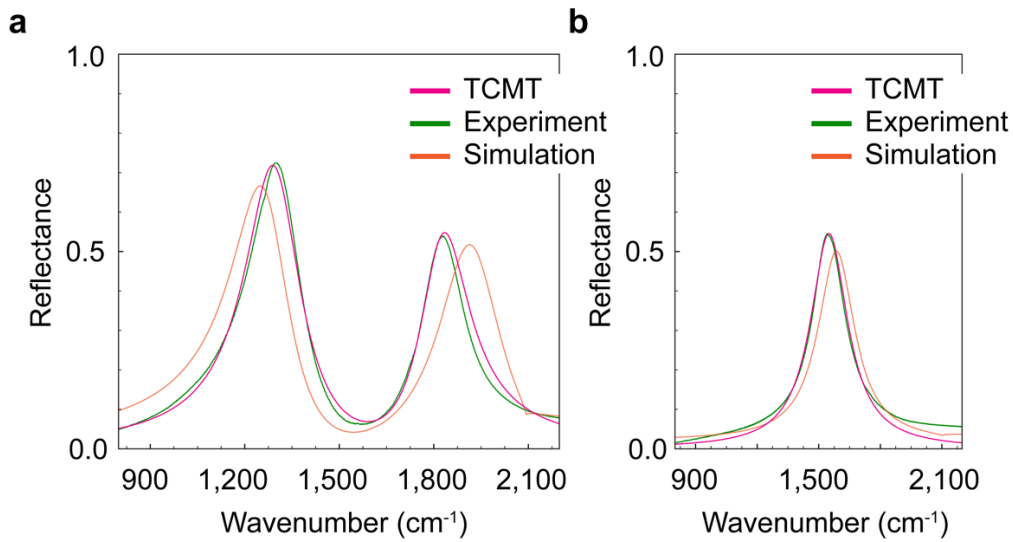 a
1.0
TCMT
Experiment
Simulation
Reflectance
0.5
0.0
900 1,200 1,500 1,800 2,100
Wavenumber (cm⁻¹)
b
1.0
TCMT
Experiment
Simulation
Reflectance
0.5
0.0
900 1,500 2,100
Wavenumber (cm⁻¹)